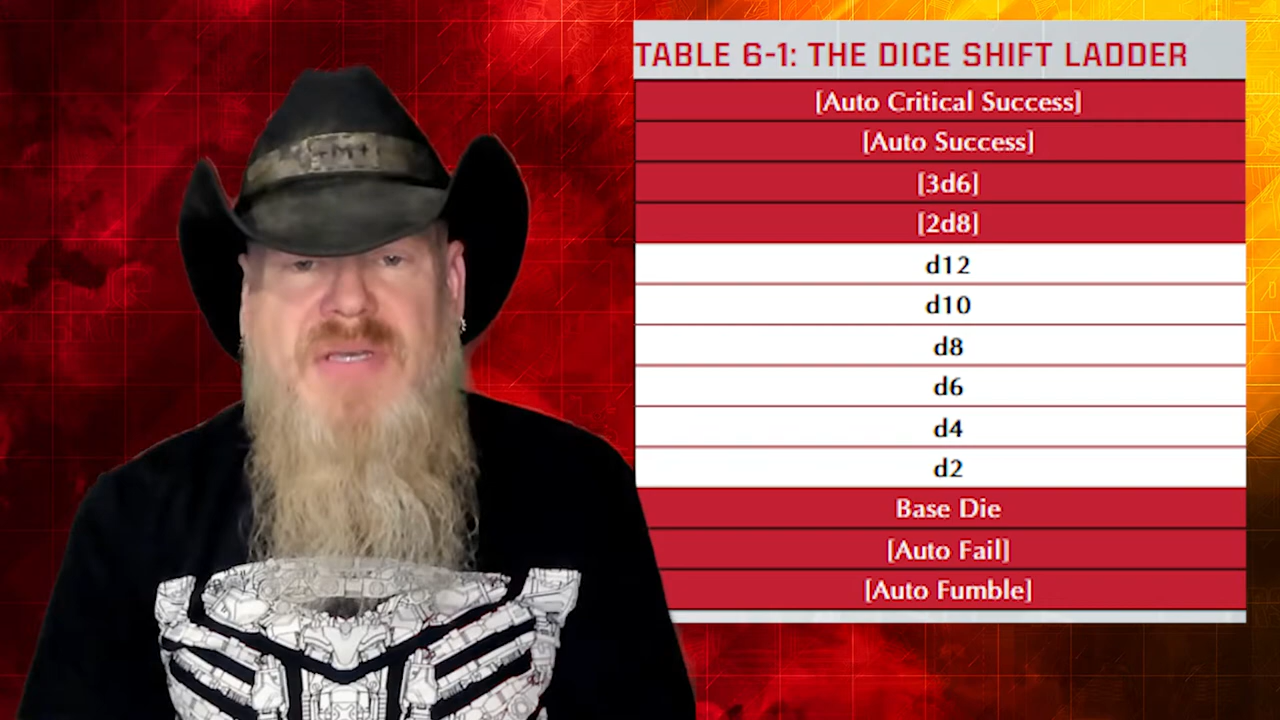 TABLE 6-1: THE DICE SHIFT LADDER
[Auto Critical Success]
[Auto Success]
[3d6]
[2d8]
d12
d10
d8
d6
d4
d2
Base Die
[Auto Fail]
[Auto Fumble]